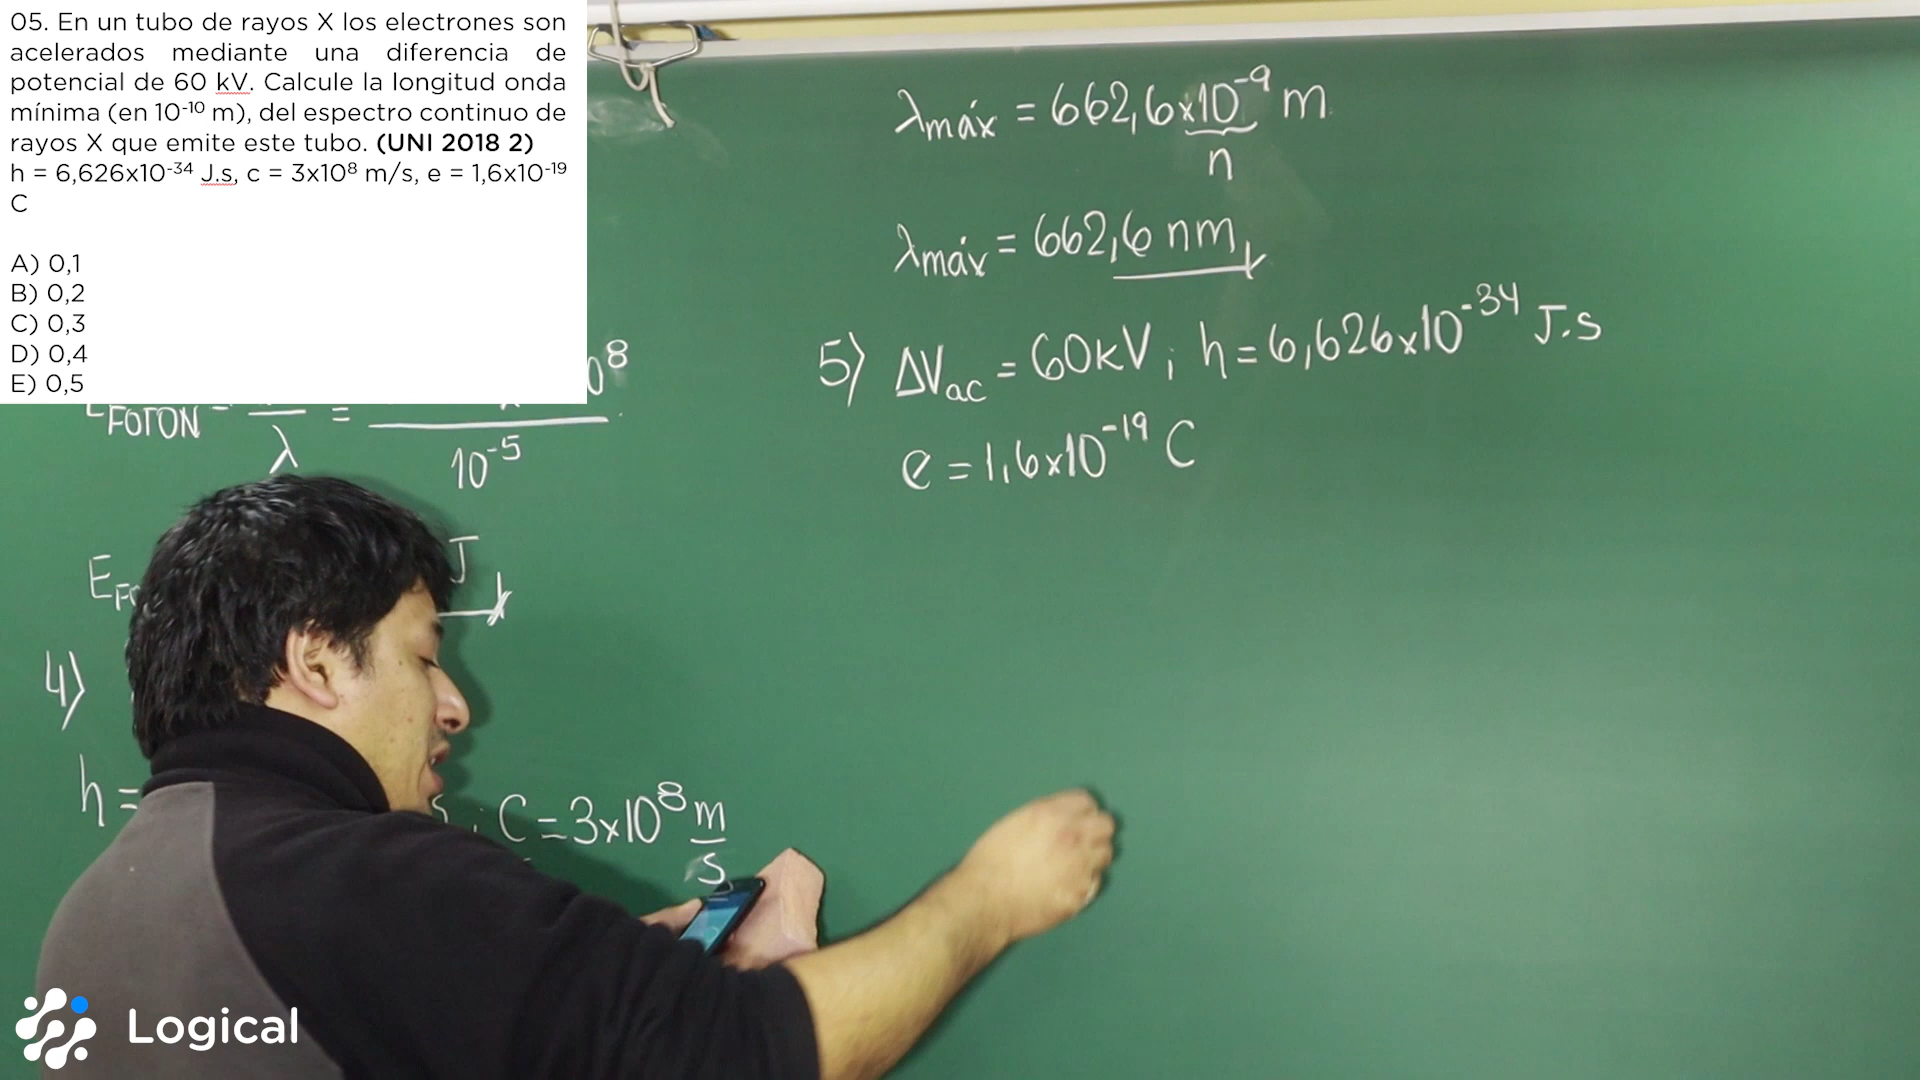 05. En un tubo de rayos X los electrones son
acelerados mediante una diferencia de
potencial de 60 kV. Calcule la longitud onda
mínima (en 10⁻¹⁰ m), del espectro continuo de
rayos X que emite este tubo. (UNI 2018 2)
h = 6,626x10⁻³⁴ J.s, c = 3x10⁸ m/s, e = 1,6x10⁻¹⁹
C
A) 0,1
B) 0,2
C) 0,3
D) 0,4
E) 0,5
0⁸
FOTON = — =
λ
10⁻⁵
E
J
4)
h =
; C = 3x10⁸ m
s
λmáx = 662,6x10⁻⁹ m
n
λmáx = 662,6 nm
5) ΔVac = 60kV ; h = 6,626x10⁻³⁴ J.s
e = 1,6x10⁻¹⁹ C
Logical